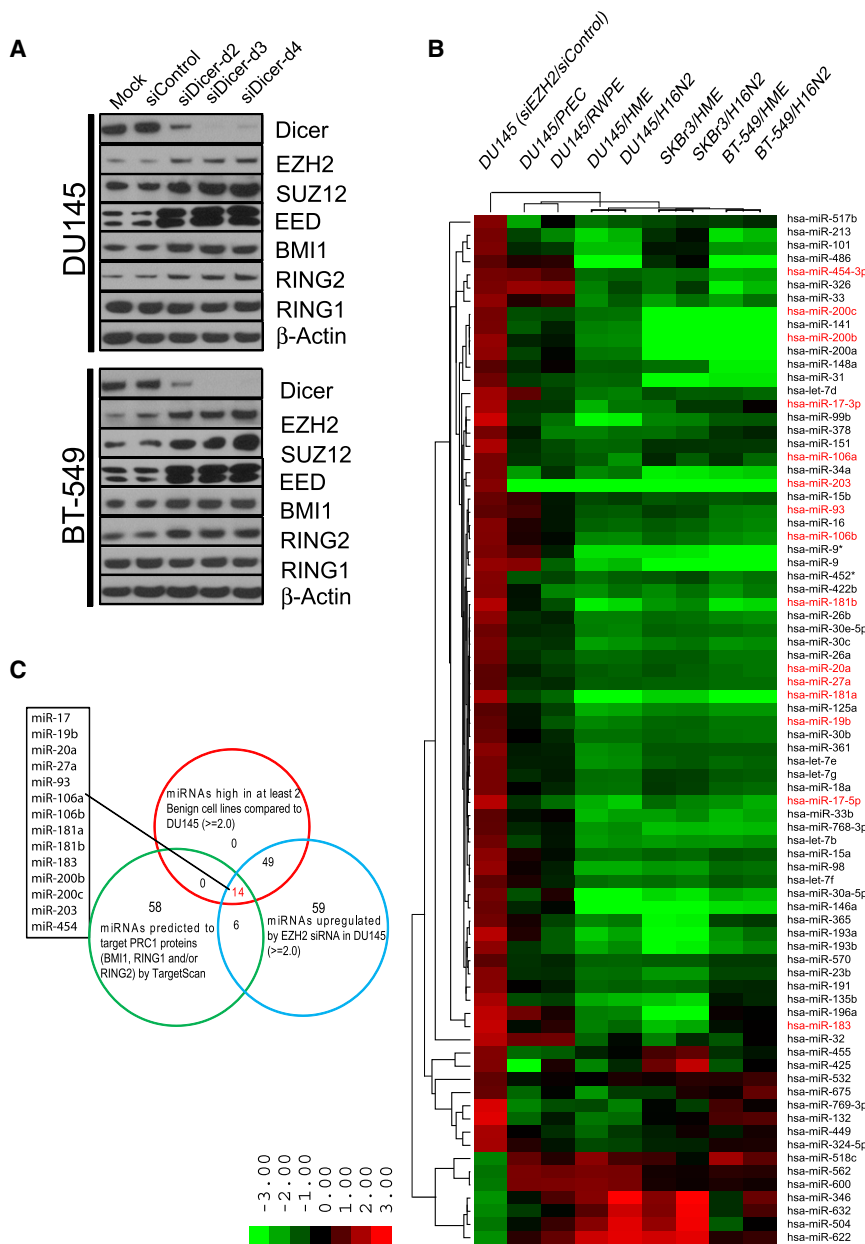 A
Mock
siControl
siDicer-d2
siDicer-d3
siDicer-d4
DU145
Dicer
EZH2
SUZ12
EED
BMI1
RING2
RING1
β-Actin
BT-549
Dicer
EZH2
SUZ12
EED
BMI1
RING2
RING1
β-Actin
B
DU145 (siEZH2/siControl)
DU145/PrEC
DU145/RWPE
DU145/HME
DU145/H16N2
SKBr3/HME
SKBr3/H16N2
BT-549/HME
BT-549/H16N2
hsa-miR-517b
hsa-miR-213
hsa-miR-101
hsa-miR-486
hsa-miR-454-3p
hsa-miR-326
hsa-miR-33
hsa-miR-200c
hsa-miR-141
hsa-miR-200b
hsa-miR-200a
hsa-miR-148a
hsa-miR-31
hsa-let-7d
hsa-miR-17-3p
hsa-miR-99b
hsa-miR-378
hsa-miR-151
hsa-miR-106a
hsa-miR-34a
hsa-miR-203
hsa-miR-15b
hsa-miR-93
hsa-miR-16
hsa-miR-106b
hsa-miR-9*
hsa-miR-9
hsa-miR-452*
hsa-miR-422b
hsa-miR-181b
hsa-miR-26b
hsa-miR-30e-5p
hsa-miR-30c
hsa-miR-26a
hsa-miR-20a
hsa-miR-27a
hsa-miR-181a
hsa-miR-125a
hsa-miR-19b
hsa-miR-30b
hsa-miR-361
hsa-let-7e
hsa-let-7g
hsa-miR-18a
hsa-miR-17-5p
hsa-miR-33b
hsa-miR-768-3p
hsa-let-7b
hsa-miR-15a
hsa-miR-98
hsa-let-7f
hsa-miR-30a-5p
hsa-miR-146a
hsa-miR-365
hsa-miR-193a
hsa-miR-193b
hsa-miR-570
hsa-miR-23b
hsa-miR-191
hsa-miR-135b
hsa-miR-196a
hsa-miR-183
hsa-miR-32
hsa-miR-455
hsa-miR-425
hsa-miR-532
hsa-miR-675
hsa-miR-769-3p
hsa-miR-132
hsa-miR-449
hsa-miR-324-5p
hsa-miR-518c
hsa-miR-562
hsa-miR-600
hsa-miR-346
hsa-miR-632
hsa-miR-504
hsa-miR-622
C
miR-17
miR-19b
miR-20a
miR-27a
miR-93
miR-106a
miR-106b
miR-181a
miR-181b
miR-183
miR-200b
miR-200c
miR-203
miR-454
miRNAs high in at least 2
Benign cell lines compared to
DU145 (>=2.0)
0
49
0
14
58
6
59
miRNAs predicted to
target PRC1 proteins
(BMI1, RING1 and/or
RING2) by TargetScan
miRNAs upregulated
by EZH2 siRNA in DU145
(>=2.0)
-3.00
-2.00
-1.00
0.00
1.00
2.00
3.00